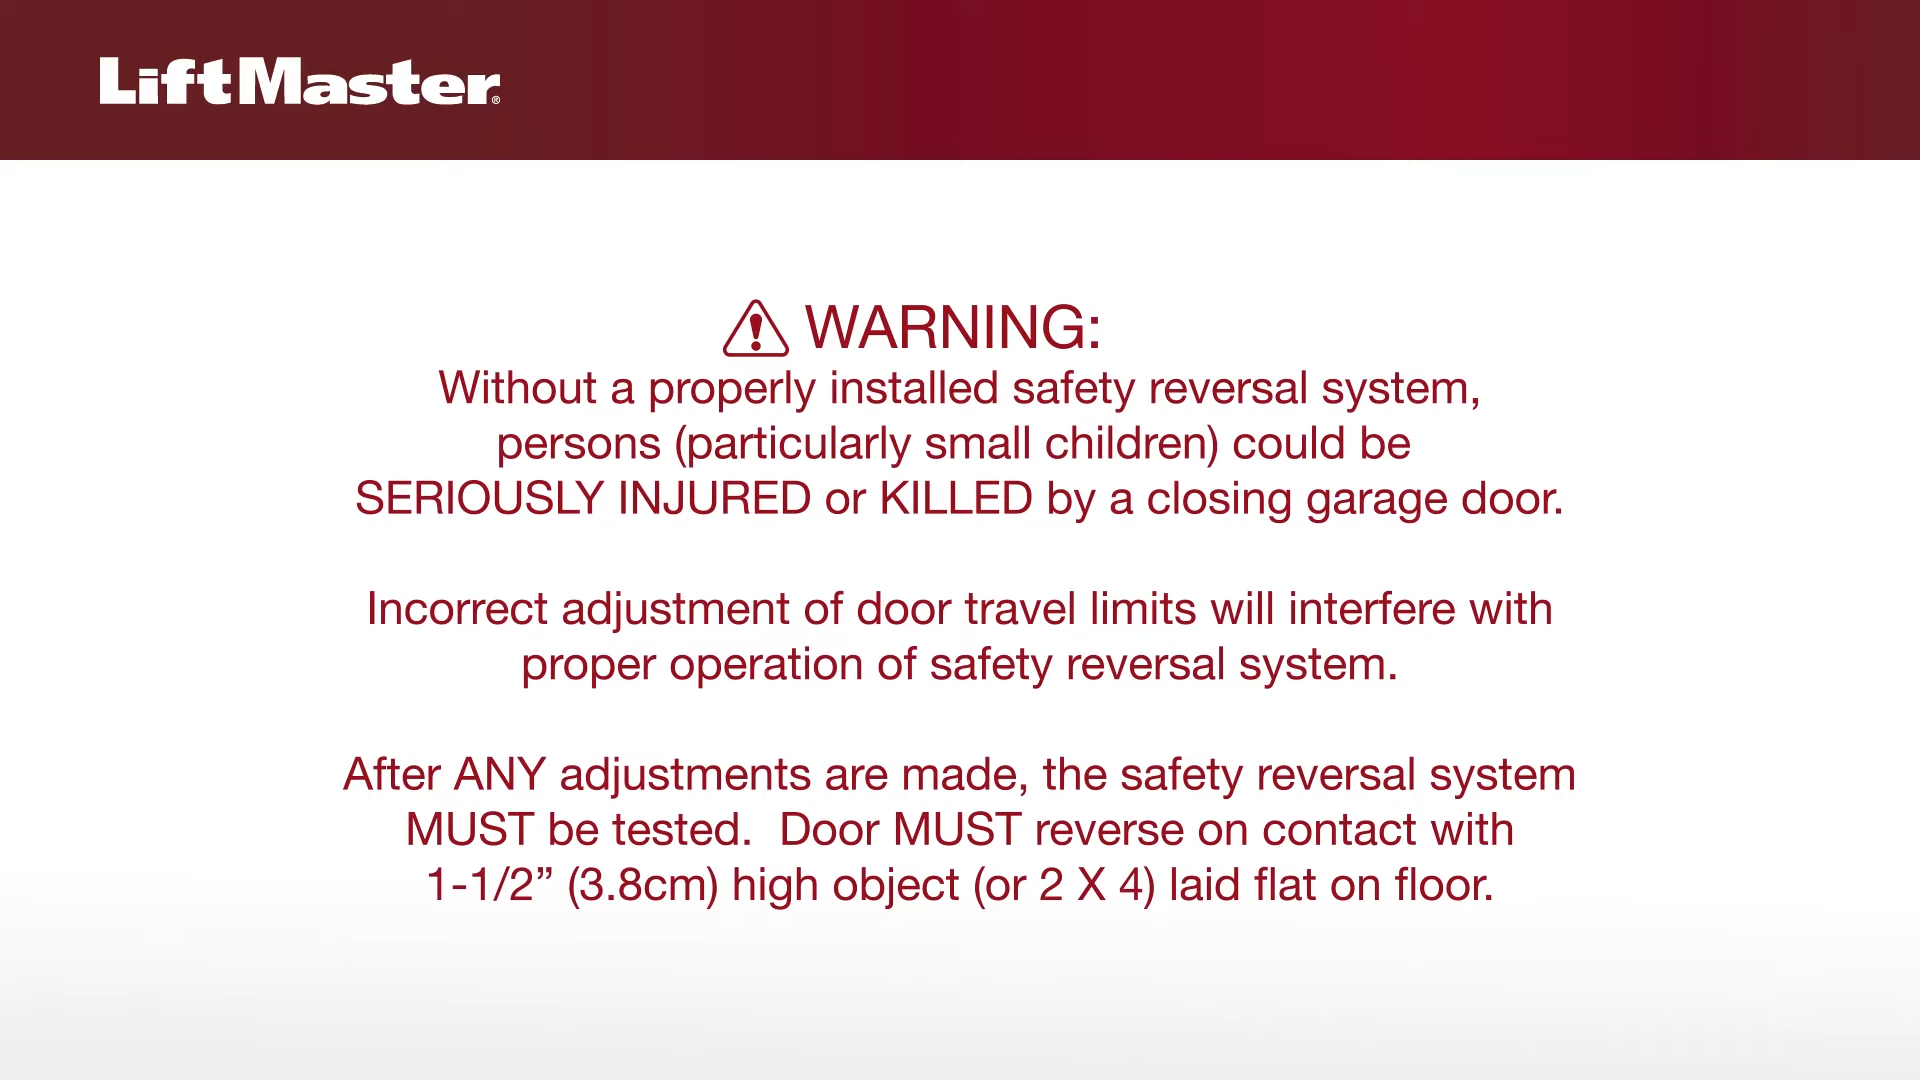 LiftMaster®
WARNING:
Without a properly installed safety reversal system,
persons (particularly small children) could be
SERIOUSLY INJURED or KILLED by a closing garage door.
Incorrect adjustment of door travel limits will interfere with
proper operation of safety reversal system.
After ANY adjustments are made, the safety reversal system
MUST be tested.  Door MUST reverse on contact with
1-1/2” (3.8cm) high object (or 2 X 4) laid flat on floor.